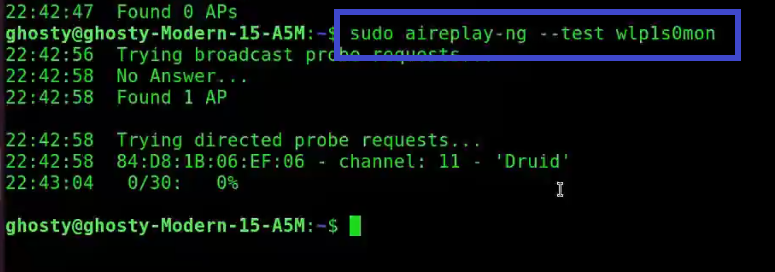 22:42:47  Found 0 APs
ghosty@ghosty-Modern-15-A5M:~$ sudo aireplay-ng --test wlp1s0mon
22:42:56  Trying broadcast probe requests...
22:42:58  No Answer...
22:42:58  Found 1 AP
22:42:58  Trying directed probe requests...
22:42:58  84:D8:1B:06:EF:06 - channel: 11 - 'Druid'
22:43:04   0/30:   0%
ghosty@ghosty-Modern-15-A5M:~$